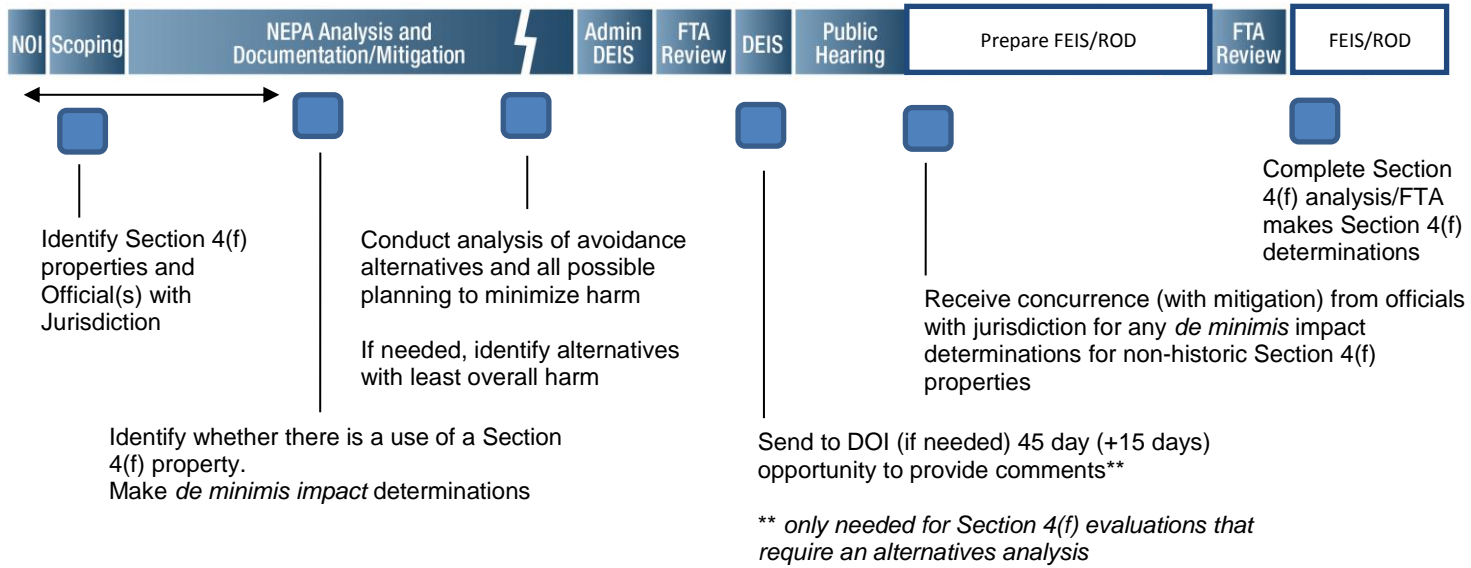 NOI
Scoping
NEPA Analysis and
Documentation/Mitigation
Admin
DEIS
FTA
Review
DEIS
Public
Hearing
Prepare FEIS/ROD
FTA
Review
FEIS/ROD
Identify Section 4(f)
properties and
Official(s) with
Jurisdiction
Identify whether there is a use of a Section
4(f) property.
Make de minimis impact determinations
Conduct analysis of avoidance
alternatives and all possible
planning to minimize harm
If needed, identify alternatives
with least overall harm
Send to DOI (if needed) 45 day (+15 days)
opportunity to provide comments**
** only needed for Section 4(f) evaluations that
require an alternatives analysis
Receive concurrence (with mitigation) from officials
with jurisdiction for any de minimis impact
determinations for non-historic Section 4(f)
properties
Complete Section
4(f) analysis/FTA
makes Section 4(f)
determinations